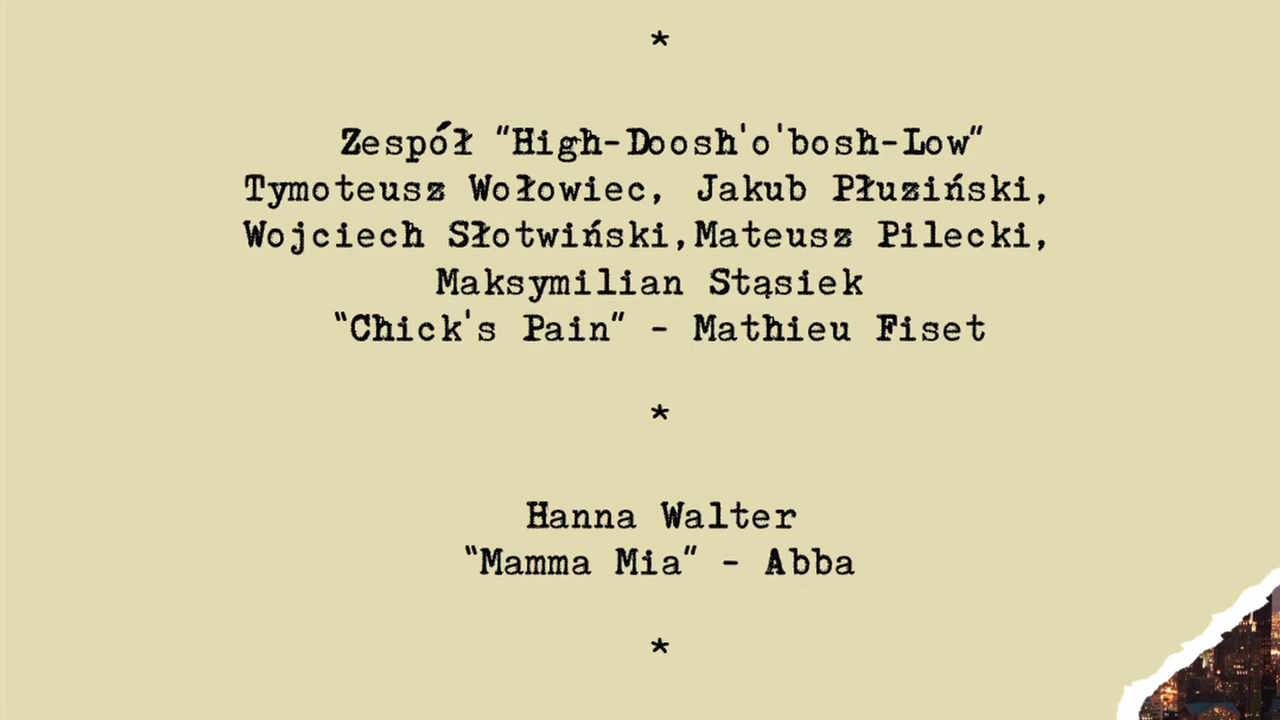 *
Zespół "High-Doosh'o'bosh-Low"
Tymoteusz Wołowiec, Jakub Płuziński,
Wojciech Słotwiński,Mateusz Pilecki,
Maksymilian Stąsiek
"Chick's Pain" - Mathieu Fiset
*
Hanna Walter
"Mamma Mia" - Abba
*